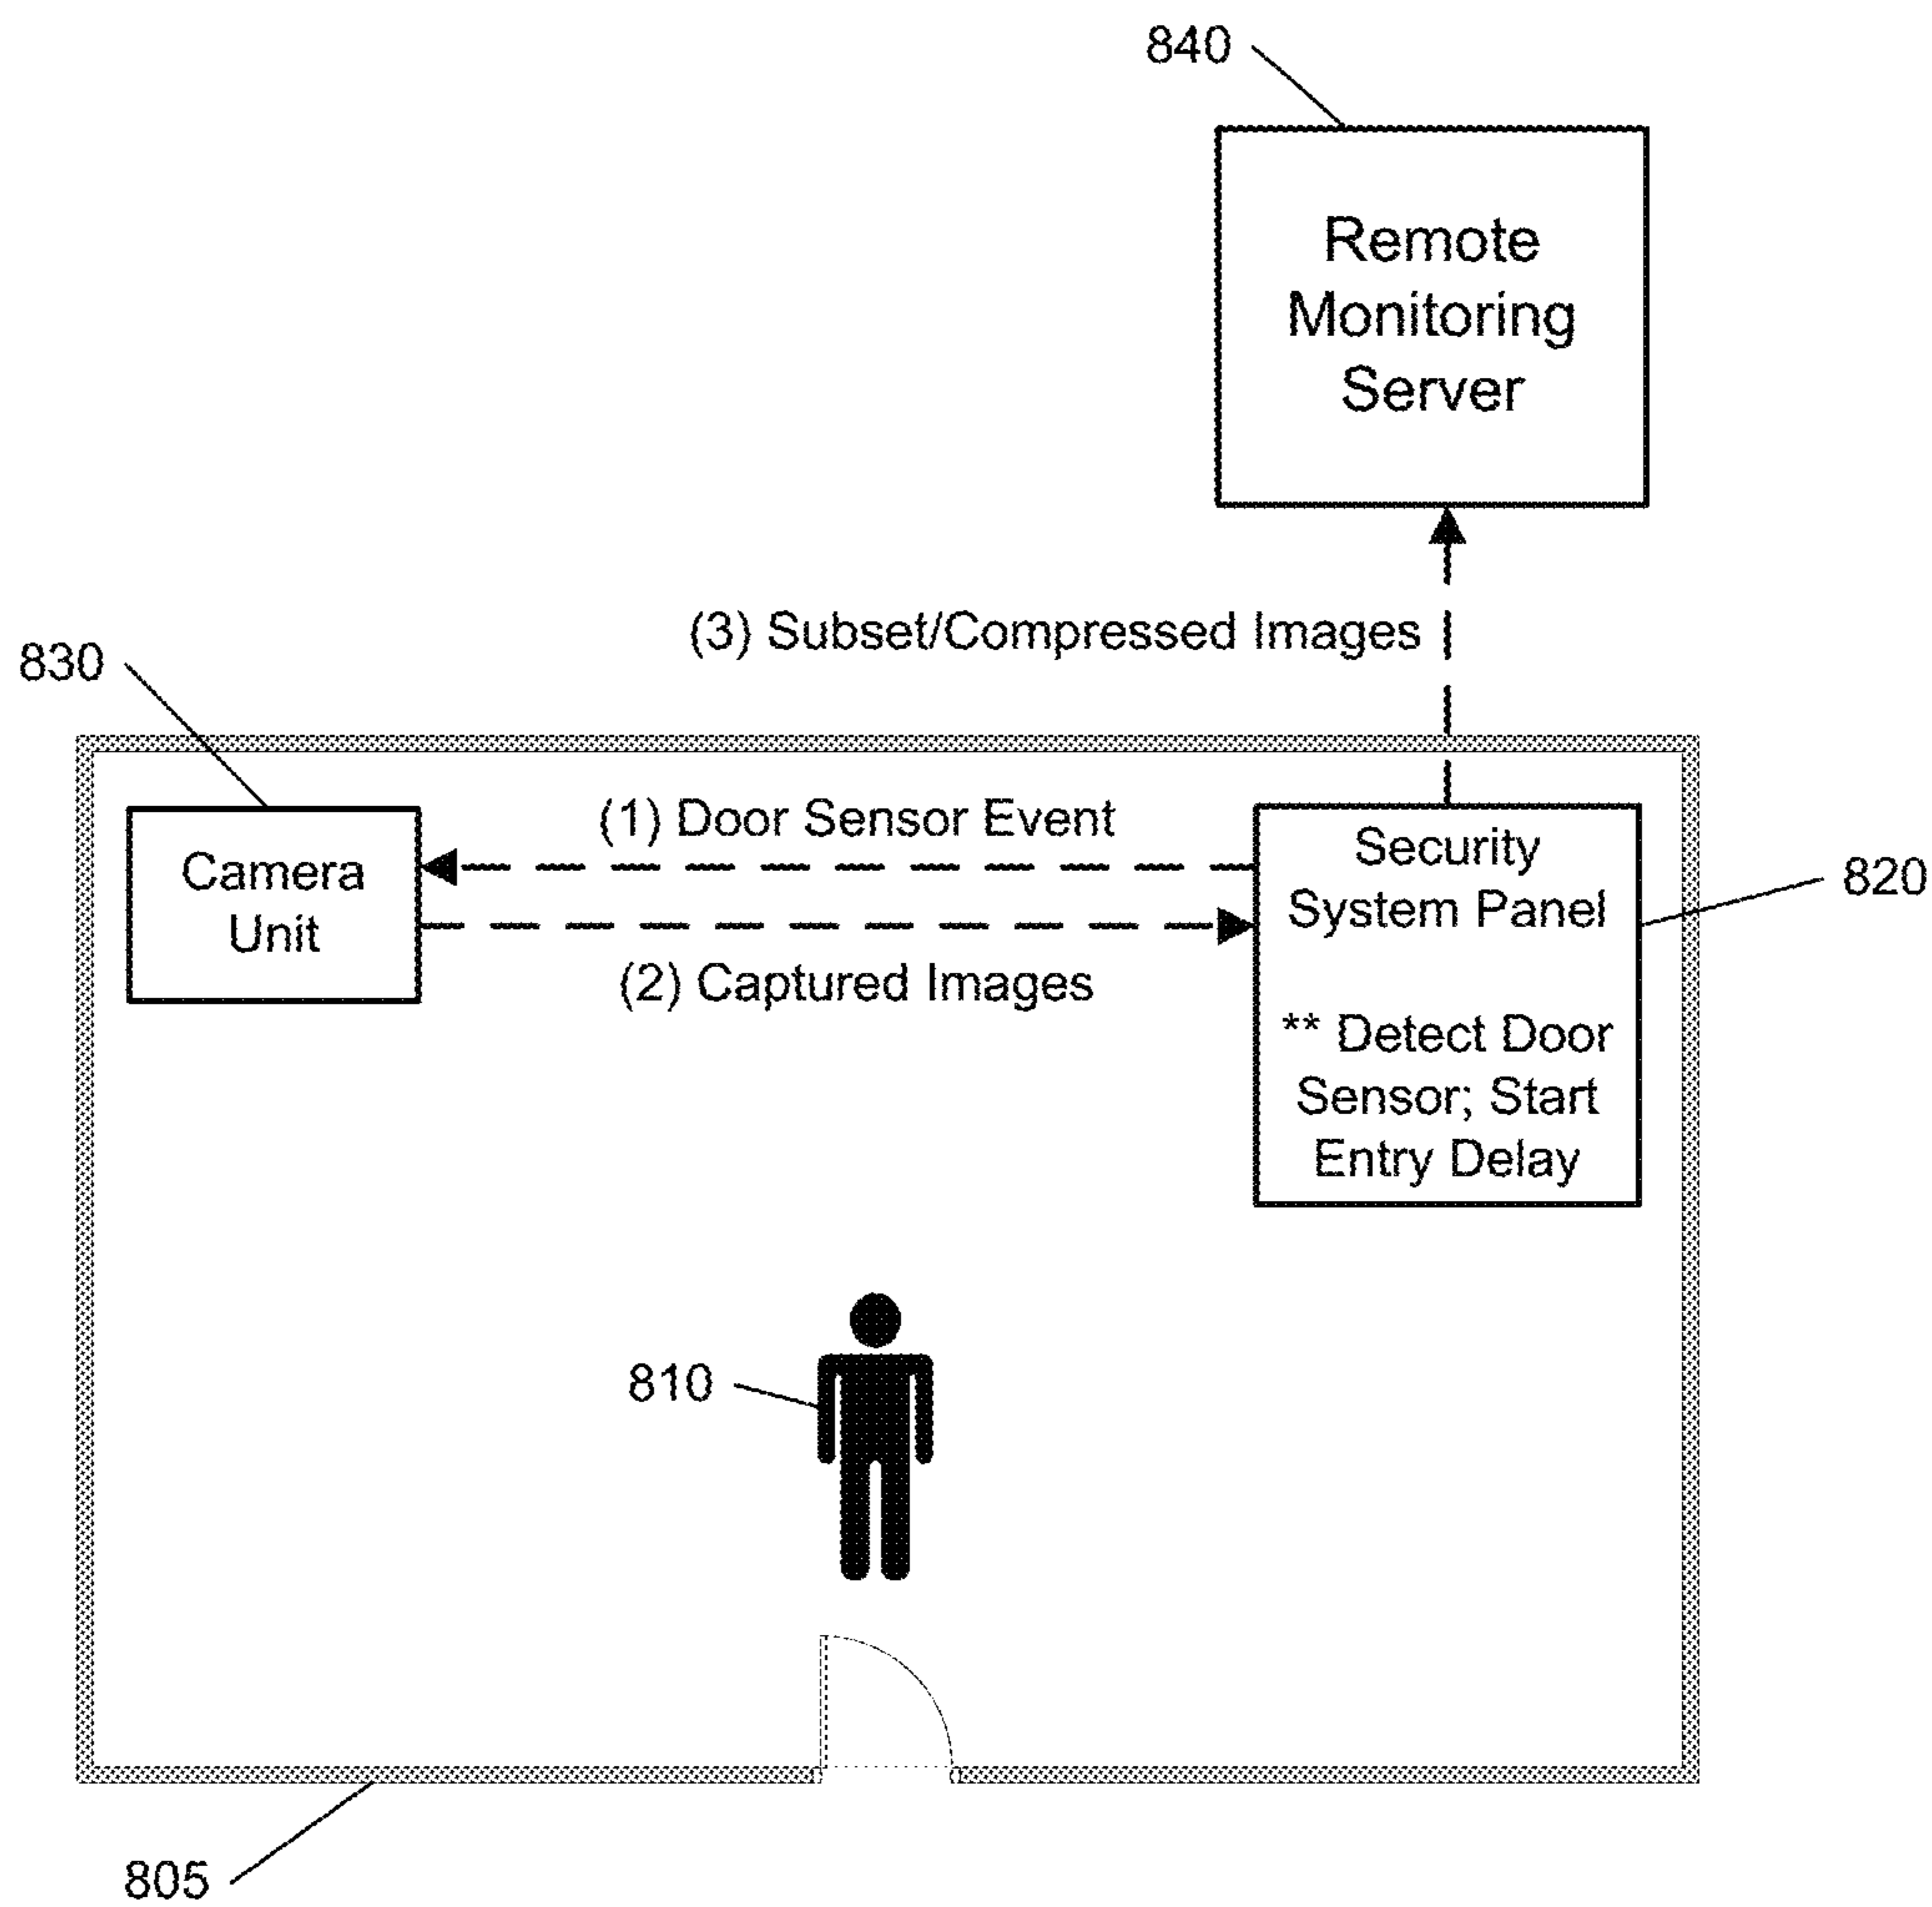 840
Remote
Monitoring
Server
(3) Subset/Compressed Images
830
(1) Door Sensor Event
Camera
Unit
(2) Captured Images
Security
System Panel
** Detect Door
Sensor; Start
Entry Delay
820
810
805